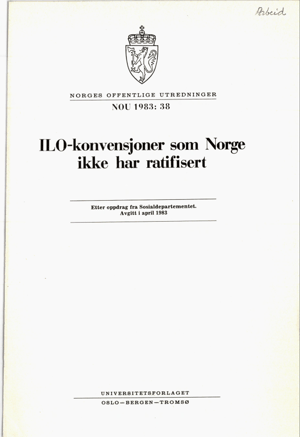 Arbeid
NORGES OFFENTLIGE UTREDNINGER
NOU 1983: 38
ILO-konvensjoner som Norge
ikke har ratifisert
Etter oppdrag fra Sosialdepartementet.
Avgitt i april 1983
UNIVERSITETSFORLAGET
OSLO—BERGEN—TROMSØ